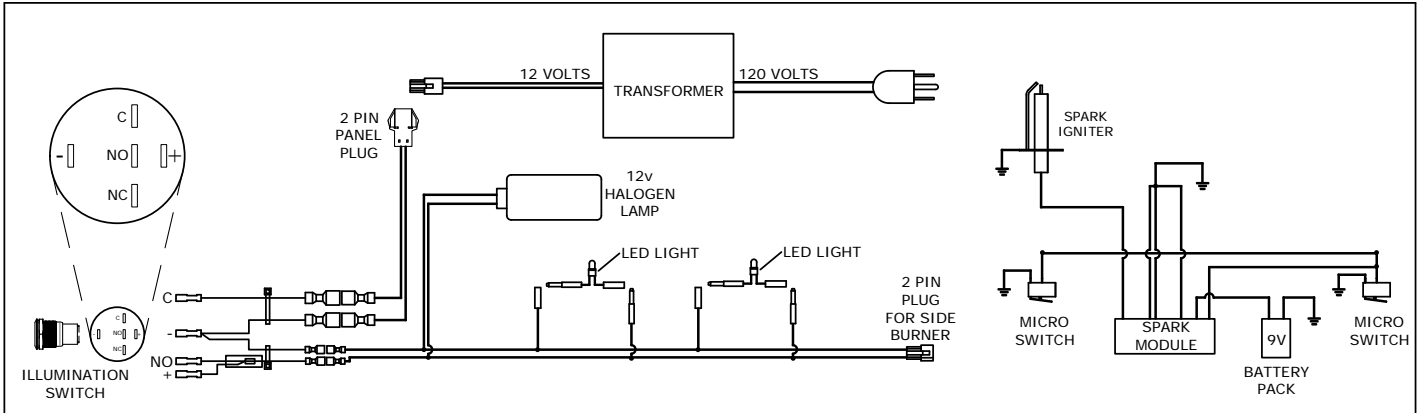 12 VOLTS
TRANSFORMER
120 VOLTS
C
-
NO
+
NC
2 PIN
PANEL
PLUG
12v
HALOGEN
LAMP
SPARK
IGNITER
LED LIGHT
LED LIGHT
2 PIN
PLUG
FOR SIDE
BURNER
C
-
NO
+
C
-
NO
+
NC
ILLUMINATION
SWITCH
MICRO
SWITCH
SPARK
MODULE
9V
BATTERY
PACK
MICRO
SWITCH